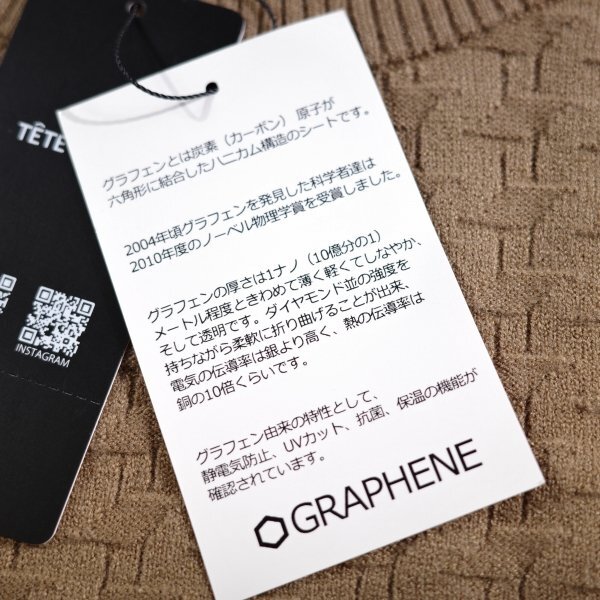 TÊTE
INSTAGRAM
グラフェンとは炭素（カーボン） 原子が
六角形に結合したハニカム構造のシートです。
2004年頃グラフェンを発見した科学者達は
2010年度のノーベル物理学賞を受賞しました。
グラフェンの厚さは1ナノ（10億分の1）
メートル程度ときわめて薄く軽くてしなやか、
そして透明です。ダイヤモンド並の強度を
持ちながら柔軟に折り曲げることが出来、
電気の伝導率は銀より高く、熱の伝導率は
銅の10倍くらいです。
グラフェン由来の特性として、
静電気防止、UVカット、抗菌、保温の機能が
確認されています。
GRAPHENE